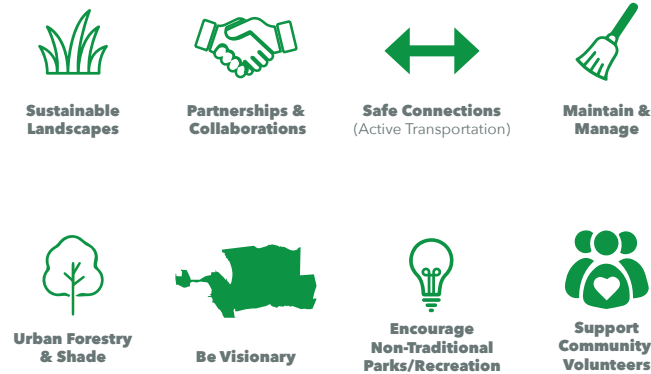 Sustainable
Landscapes
Partnerships &
Collaborations
Safe Connections
(Active Transportation)
Maintain &
Manage
Urban Forestry
& Shade
Be Visionary
Encourage
Non-Traditional
Parks/Recreation
Support
Community
Volunteers